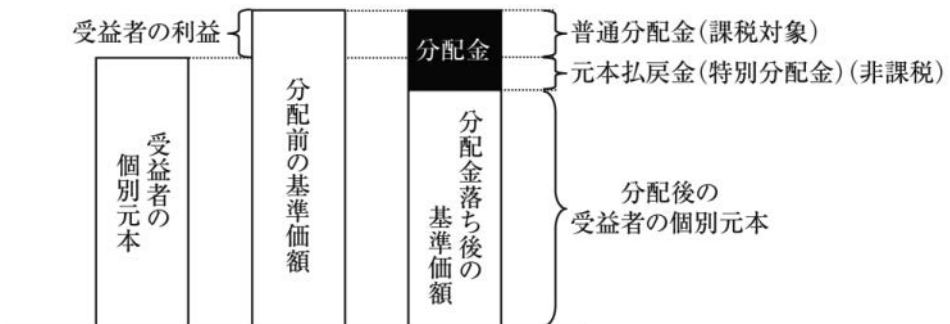 受益者の利益
分配金
普通分配金(課税対象)
元本払戻金(特別分配金)(非課税)
受益者の
個別元本
分配前の基準価額
分配金落ち後の
基準価額
分配後の
受益者の個別元本